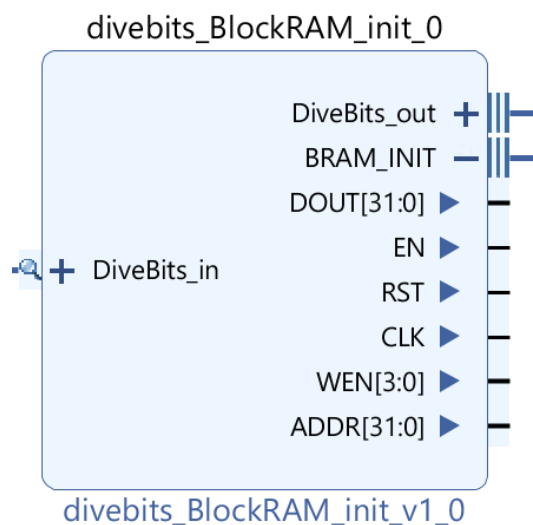 divebits_BlockRAM_init_0
DiveBits_out
BRAM_INIT
DOUT[31:0]
EN
DiveBits_in
RST
CLK
WEN[3:0]
ADDR[31:0]
divebits_BlockRAM_init_v1_0